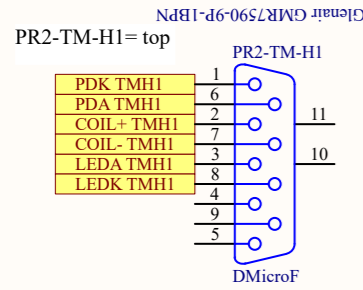 Glenair GMR7590-9P-1BPN
PR2-TM-H1= top
PR2-TM-H1
PDK TMH1 1
PDA TMH1 6
COIL+ TMH1 2
COIL- TMH1 7
LEDA TMH1 3
LEDK TMH1 8
4
9
5
11
10
DMicroF